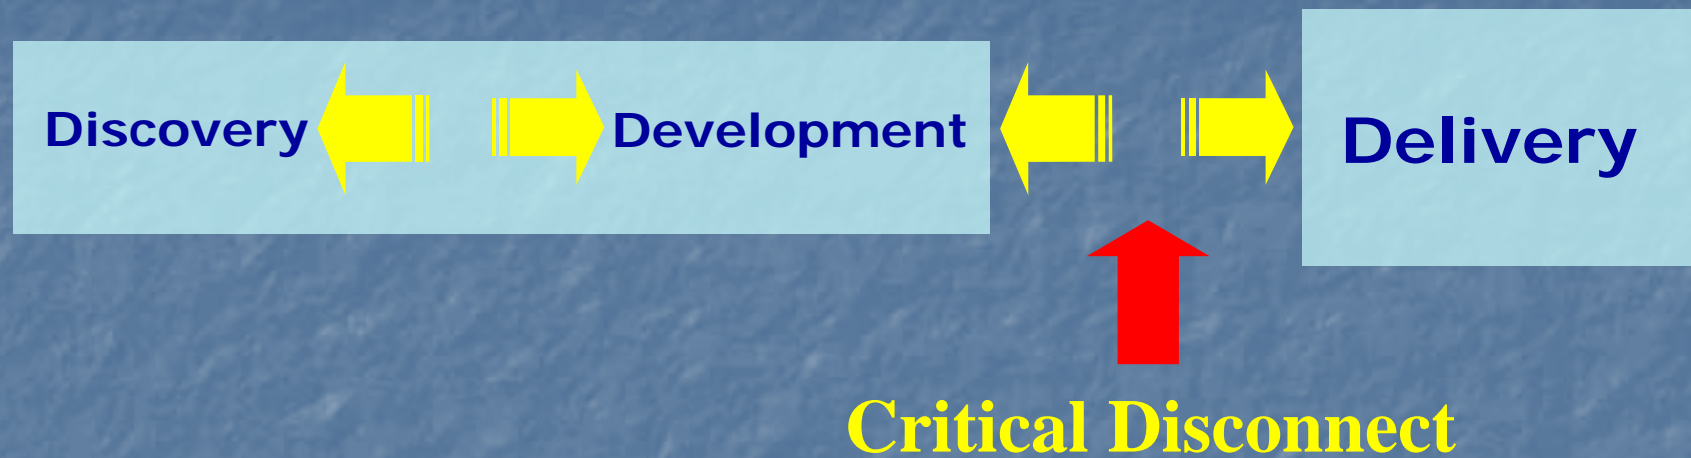 Discovery
Development
Delivery
Critical Disconnect